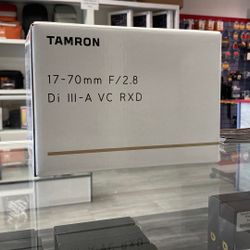 TAMRON
17-70mm F/2.8
Di III-A VC RXD